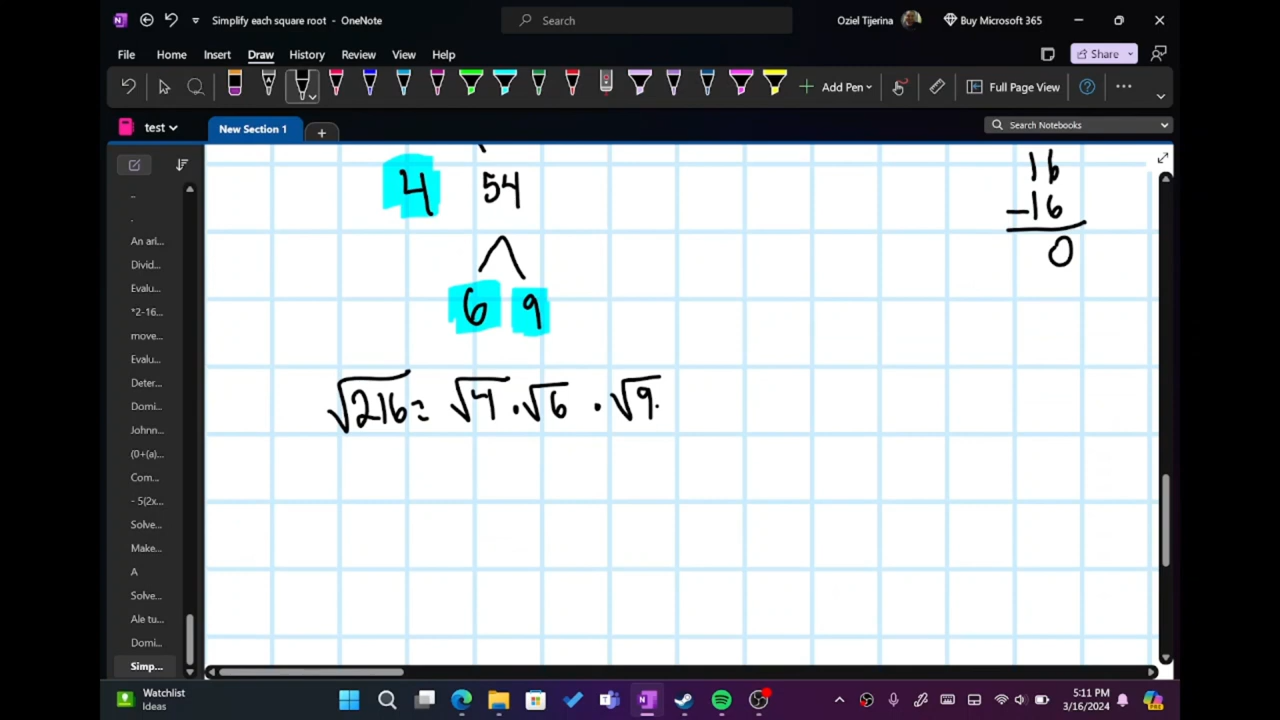 Simplify each square root - OneNote
Search
Oziel Tijerina
Buy Microsoft 365
File Home Insert Draw History Review View Help
Share
Add Pen
Full Page View
test
New Section 1
+
Search Notebooks
–
.
An ari...
Divid...
Evalu...
*2-16...
move...
Evalu...
Deter...
Domi...
Johnn...
(0+(a)...
Com...
- 5(2x...
Solve...
Make...
A
Solve...
Ale tu...
Domi...
Simp...
4 54
6 9
√216 = √4 · √6 · √9
16
-16
0
Watchlist
Ideas
5:11 PM
3/16/2024
PRE